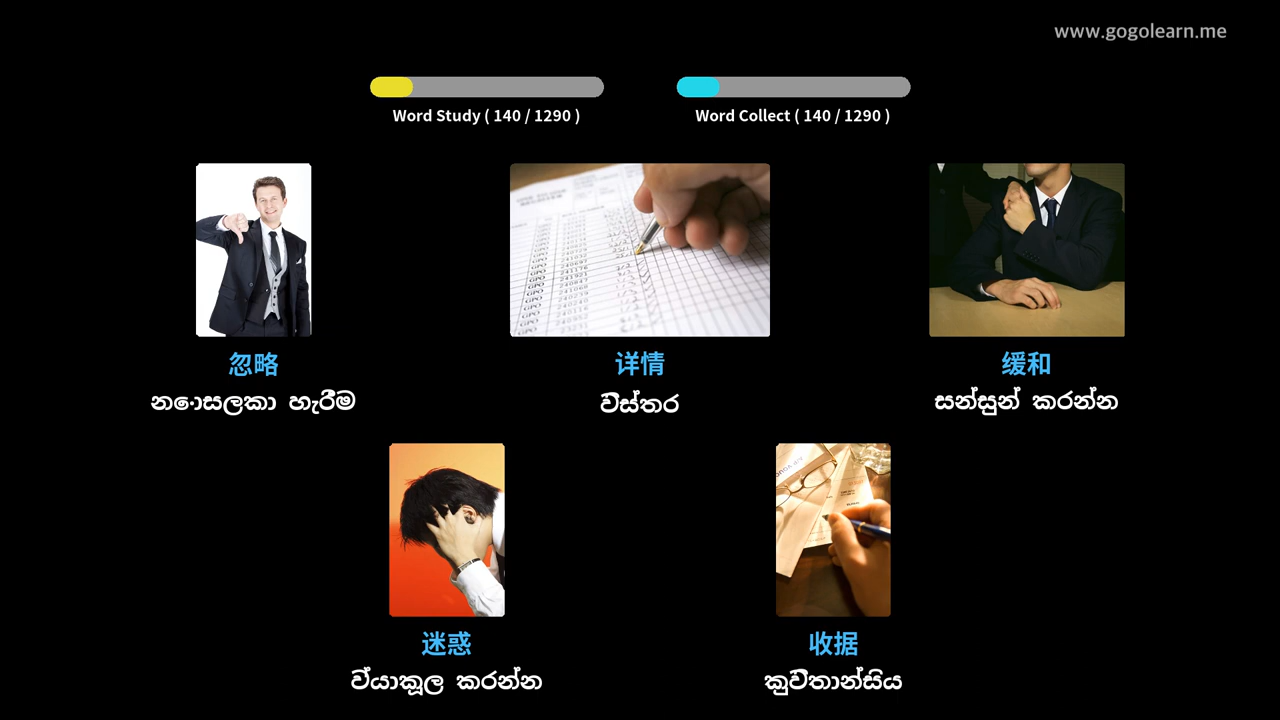 www.gogolearn.me
Word Study ( 140 / 1290 )
Word Collect ( 140 / 1290 )
忽略
නොසලකා හැරීම
详情
විස්තර
缓和
සන්සුන් කරන්න
迷惑
ව්යාකූල කරන්න
收据
කුවිතාන්සිය